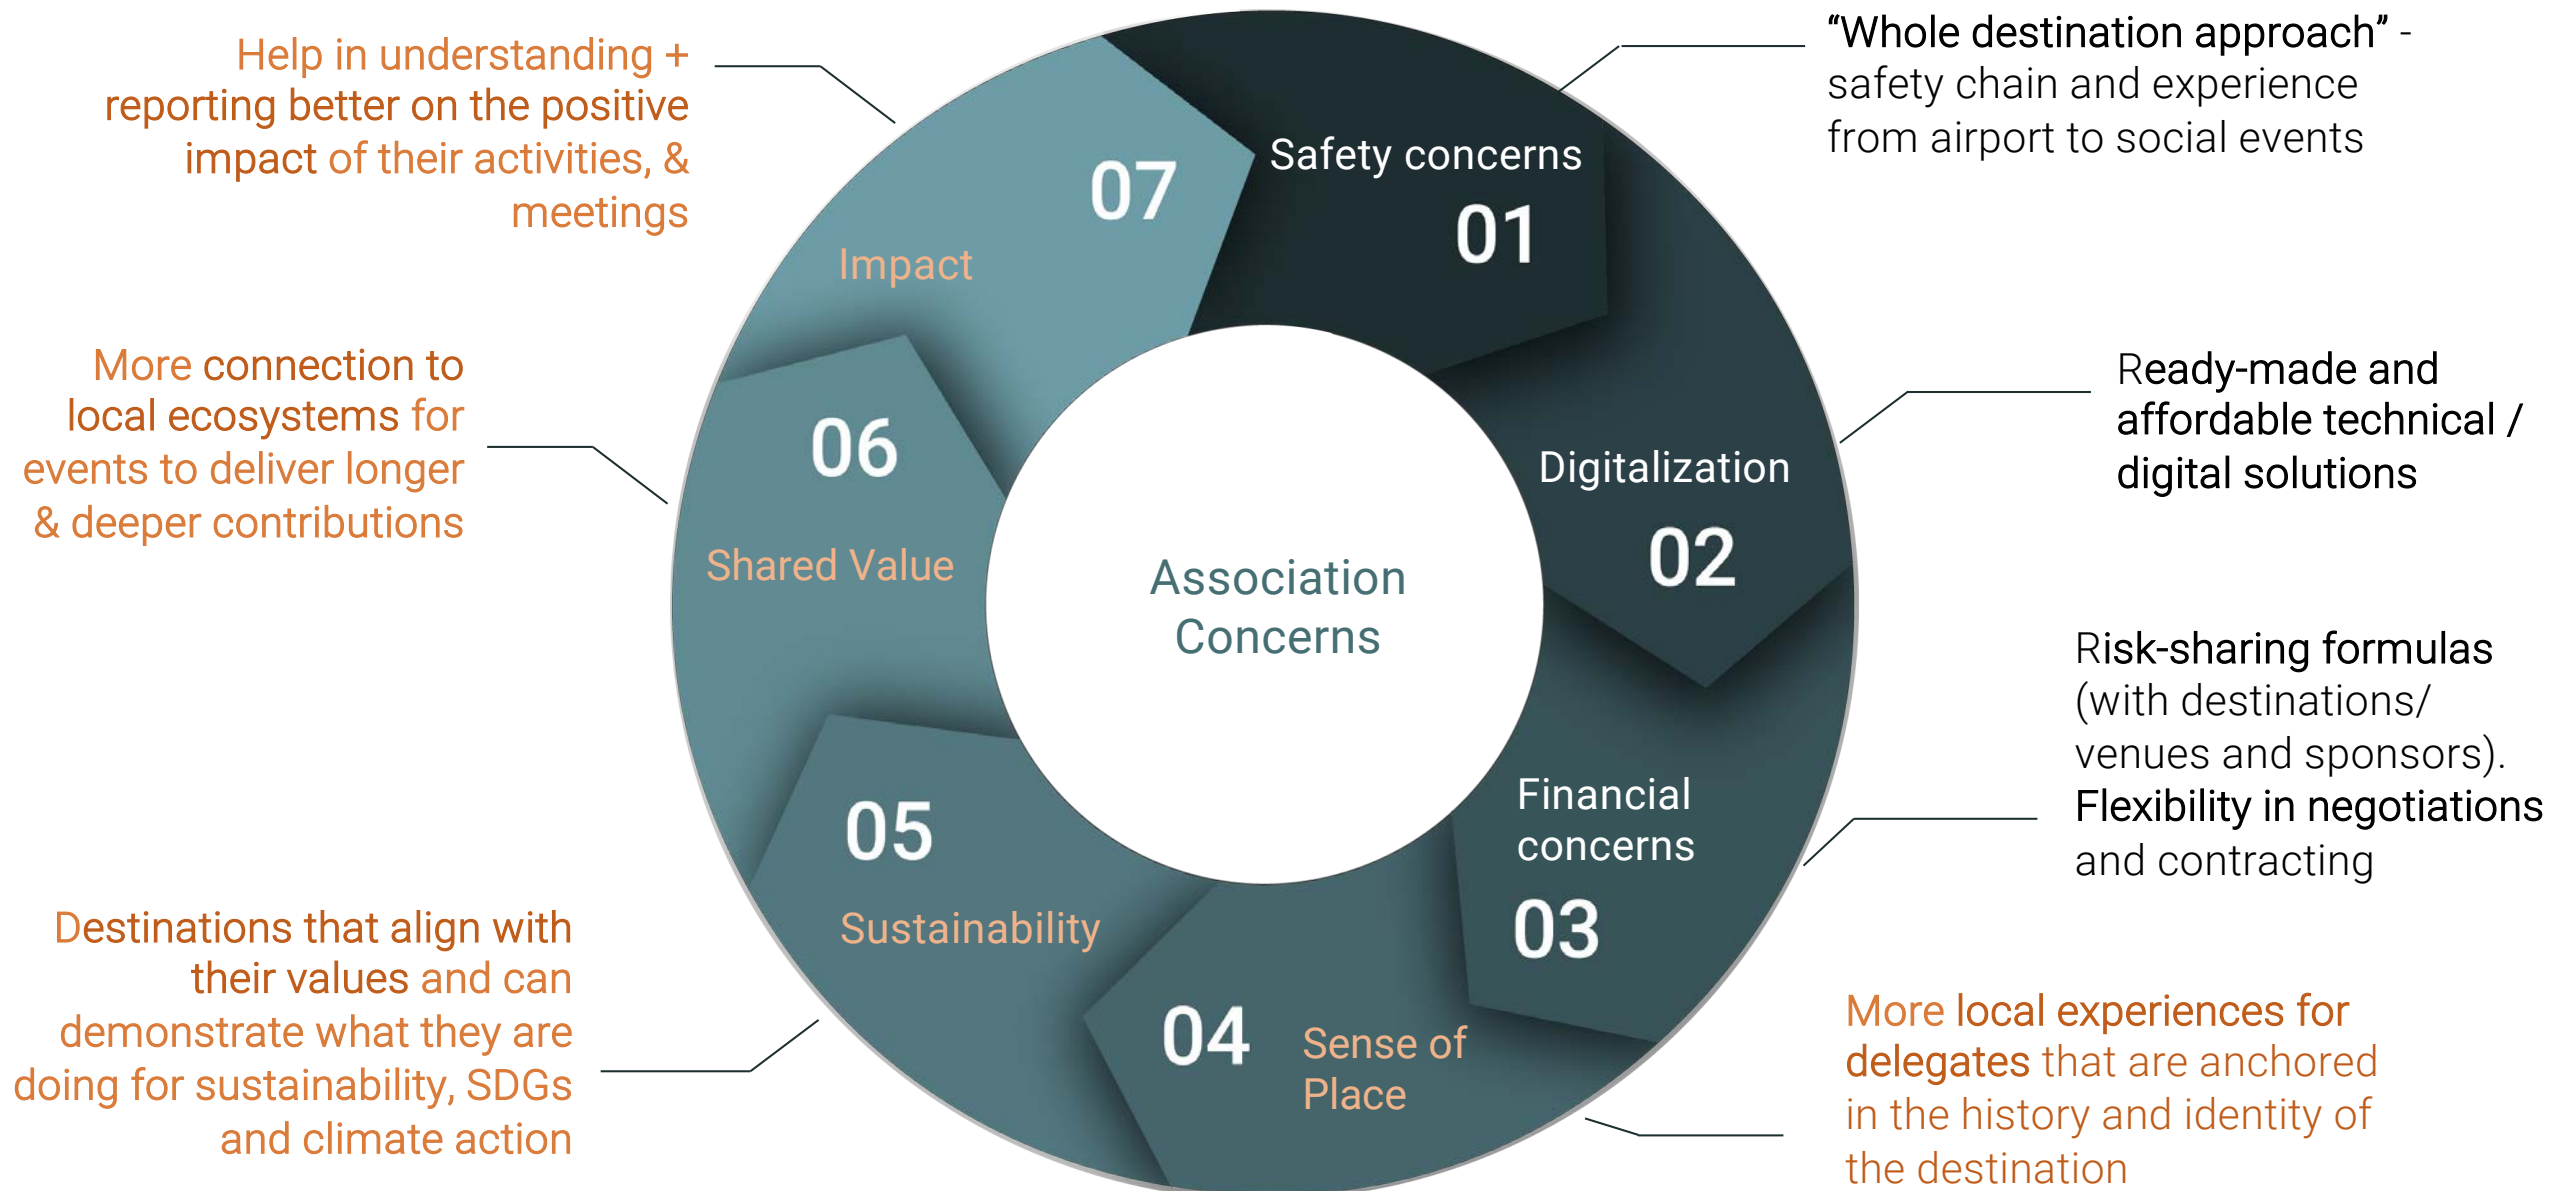 “Whole destination approach” -
safety chain and experience
from airport to social events
Safety concerns
01
Ready-made and
affordable technical /
digital solutions
Digitalization
02
Risk-sharing formulas
(with destinations/
venues and sponsors).
Flexibility in negotiations
and contracting
Financial
concerns
03
More local experiences for
delegates that are anchored
in the history and identity of
the destination
04
Sense of
Place
Destinations that align with
their values and can
demonstrate what they are
doing for sustainability, SDGs
and climate action
05
Sustainability
More connection to
local ecosystems for
events to deliver longer
& deeper contributions
06
Shared Value
Help in understanding +
reporting better on the positive
impact of their activities, &
meetings
07
Impact
Association
Concerns